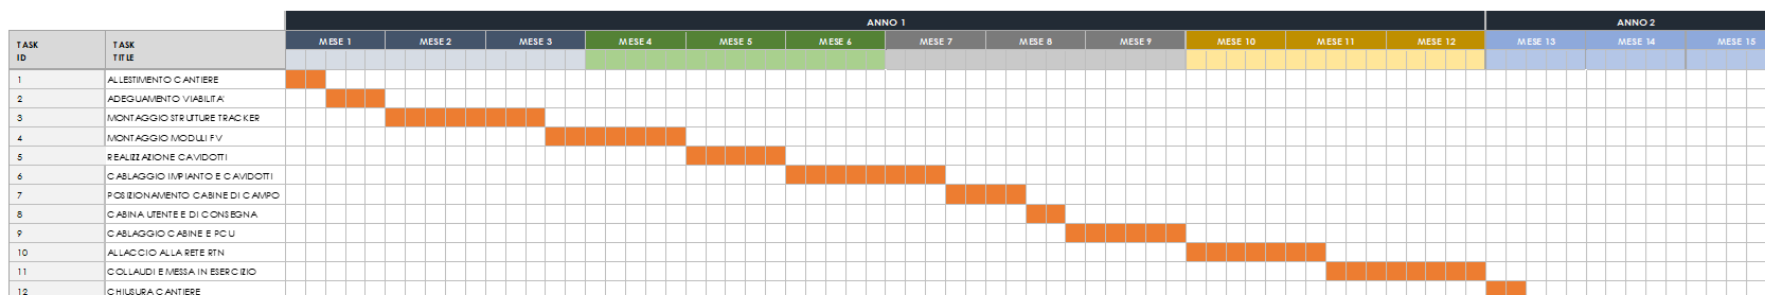 ANNO 1 ANNO 2
TASK ID TASK TITLE MESE 1 MESE 2 MESE 3 MESE 4 MESE 5 MESE 6 MESE 7 MESE 8 MESE 9 MESE 10 MESE 11 MESE 12 MESE 13 MESE 14 MESE 15
1 ALLESTIMENTO CANTIERE
2 ADEGUAMENTO VIABILITA'
3 MONTAGGIO STRUTTURE TRACKER
4 MONTAGGIO MODULI FV
5 REALIZZAZIONE CAVIDOTTI
6 CABLAGGIO IMPIANTO E CAVIDOTTI
7 POSIZIONAMENTO CABINE DI CAMPO
8 CABINA UTENTE E DI CONSEGNA
9 CABLAGGIO CABINE E PCU
10 ALLACCIO ALLA RETE RTN
11 COLLAUDI E MESSA IN ESERCIZIO
12 CHIUSURA CANTIERE